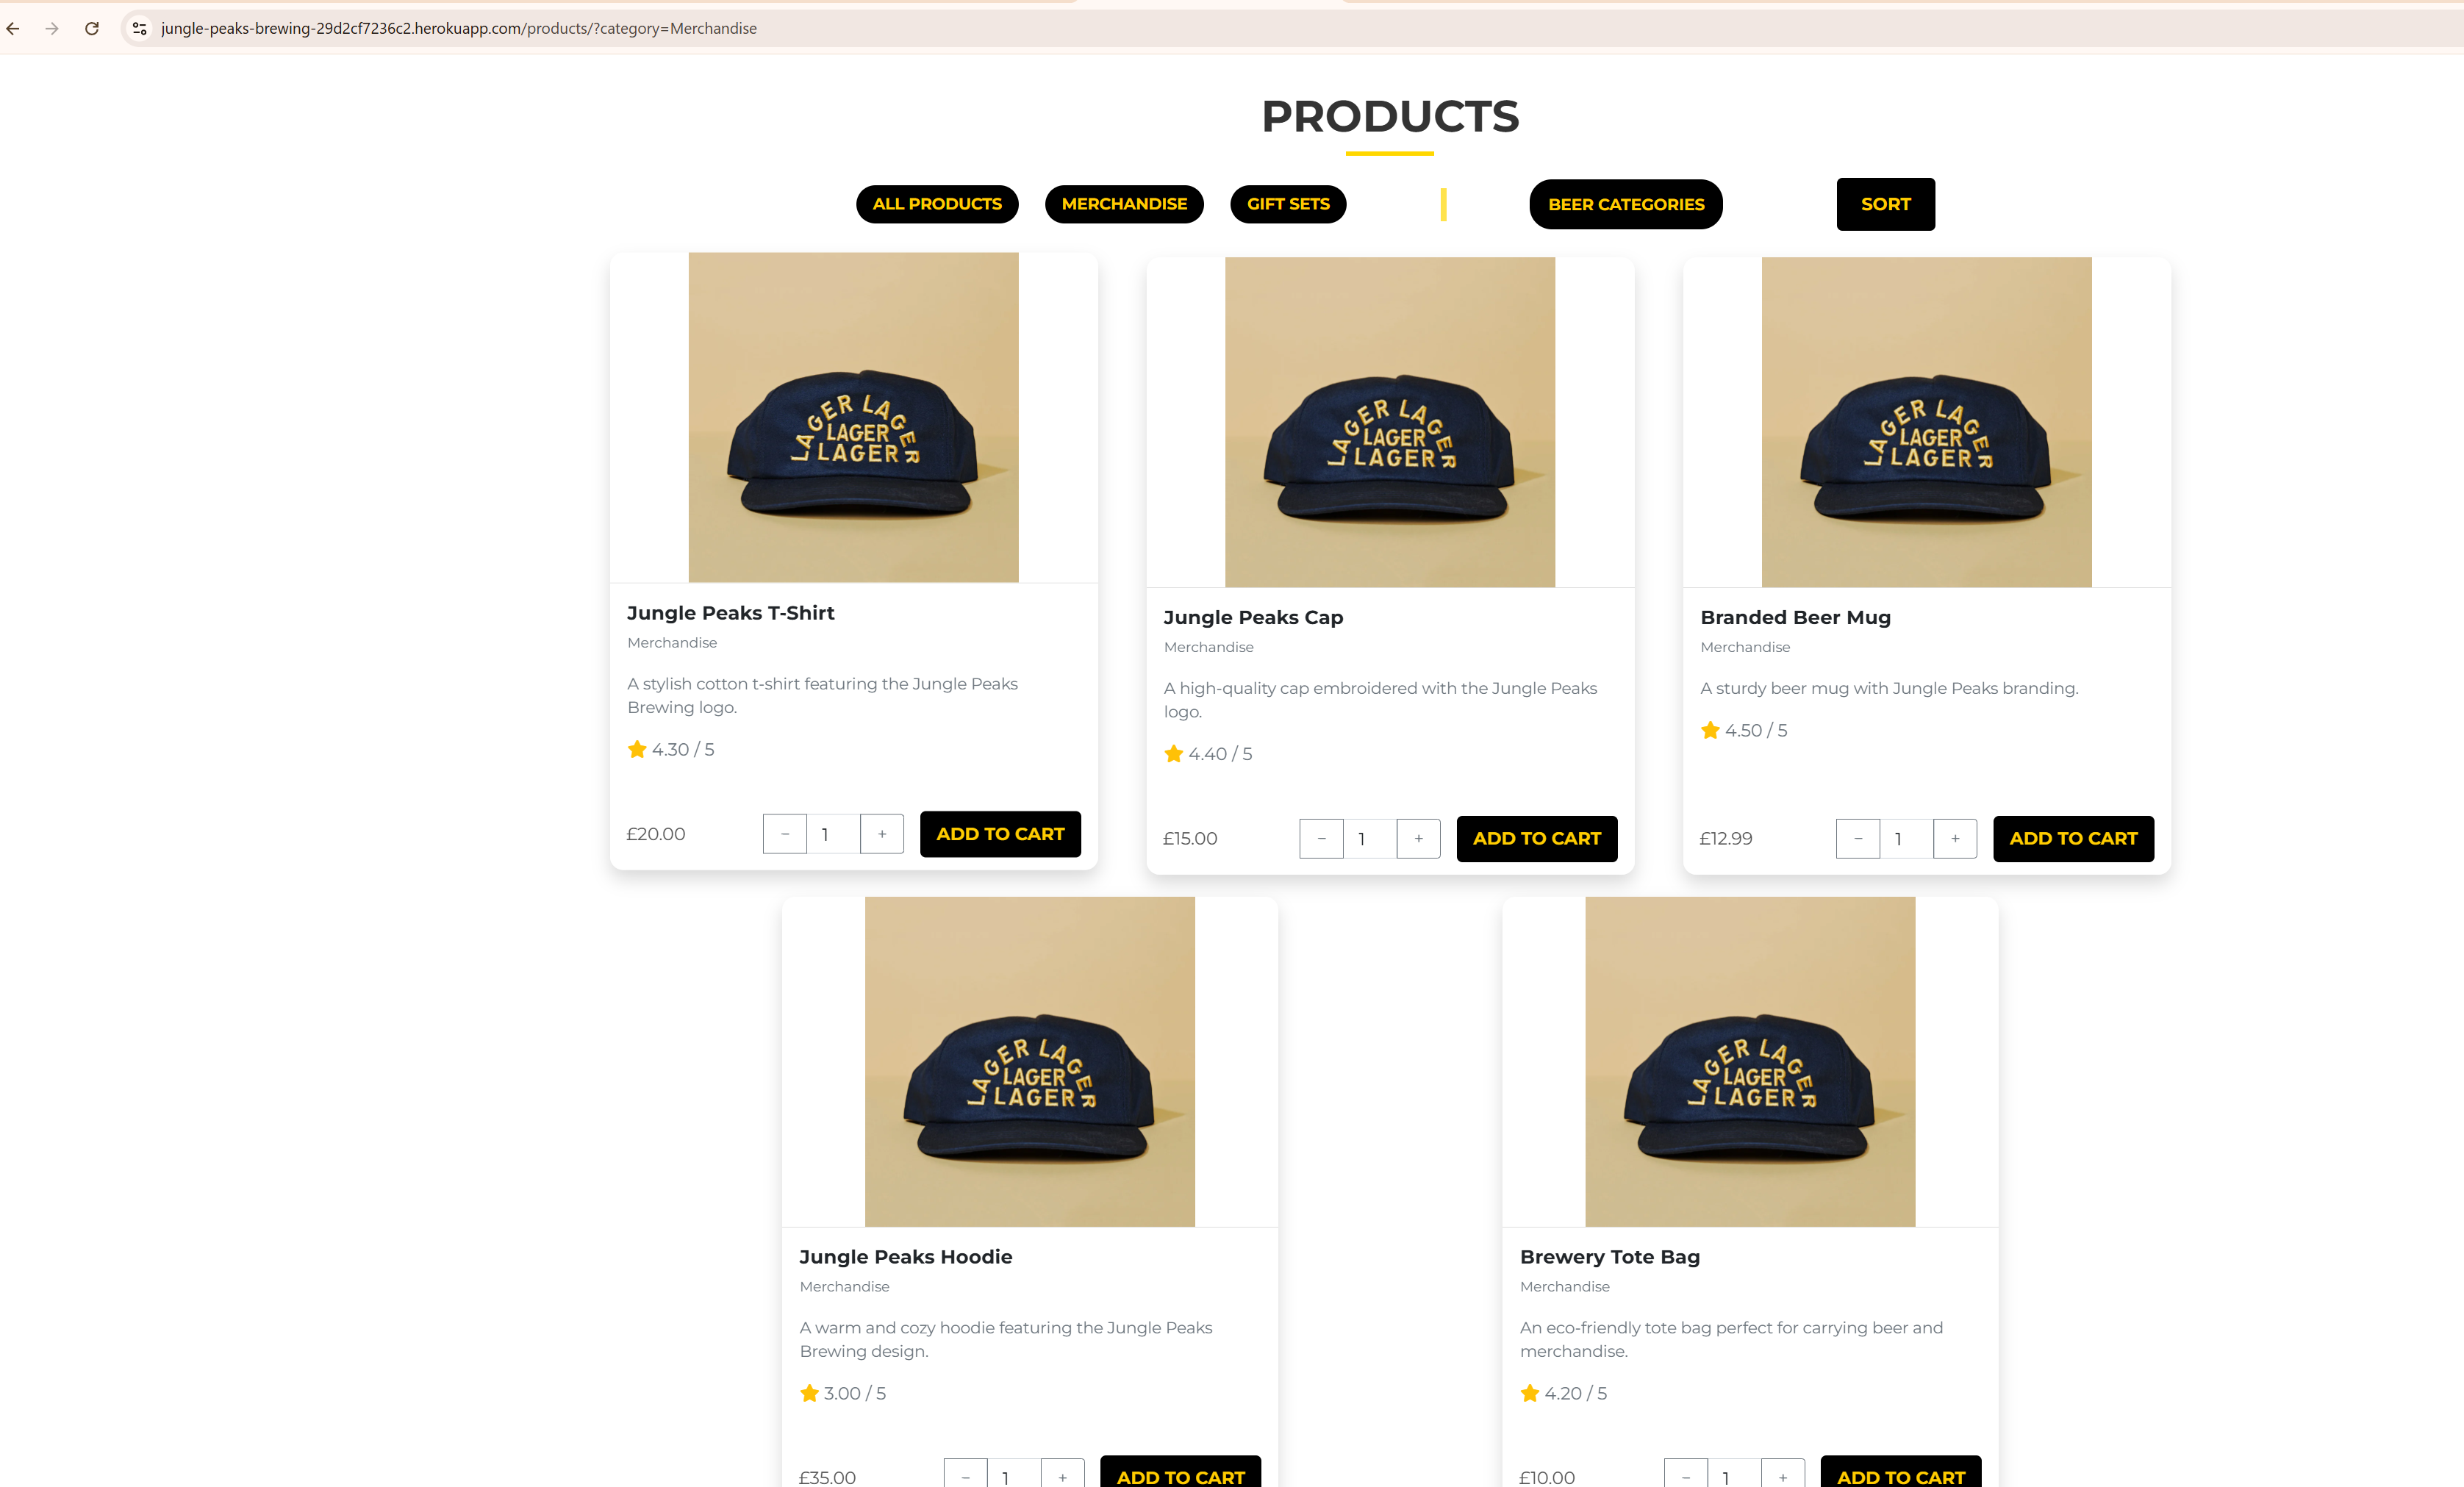 jungle-peaks-brewing-29d2cf7236c2.herokuapp.com/products/?category=Merchandise
PRODUCTS
ALL PRODUCTS
MERCHANDISE
GIFT SETS
BEER CATEGORIES
SORT
LAGER LAGER
LAGER
LAGER
Jungle Peaks T-Shirt
Merchandise
A stylish cotton t-shirt featuring the Jungle Peaks
Brewing logo.
4.30 / 5
£20.00
−
1
+
ADD TO CART
LAGER LAGER
LAGER
LAGER
Jungle Peaks Cap
Merchandise
A high-quality cap embroidered with the Jungle Peaks
logo.
4.40 / 5
£15.00
−
1
+
ADD TO CART
LAGER LAGER
LAGER
LAGER
Branded Beer Mug
Merchandise
A sturdy beer mug with Jungle Peaks branding.
4.50 / 5
£12.99
−
1
+
ADD TO CART
LAGER LAGER
LAGER
LAGER
Jungle Peaks Hoodie
Merchandise
A warm and cozy hoodie featuring the Jungle Peaks
Brewing design.
3.00 / 5
£35.00
−
1
+
ADD TO CART
LAGER LAGER
LAGER
LAGER
Brewery Tote Bag
Merchandise
An eco-friendly tote bag perfect for carrying beer and
merchandise.
4.20 / 5
£10.00
−
1
+
ADD TO CART